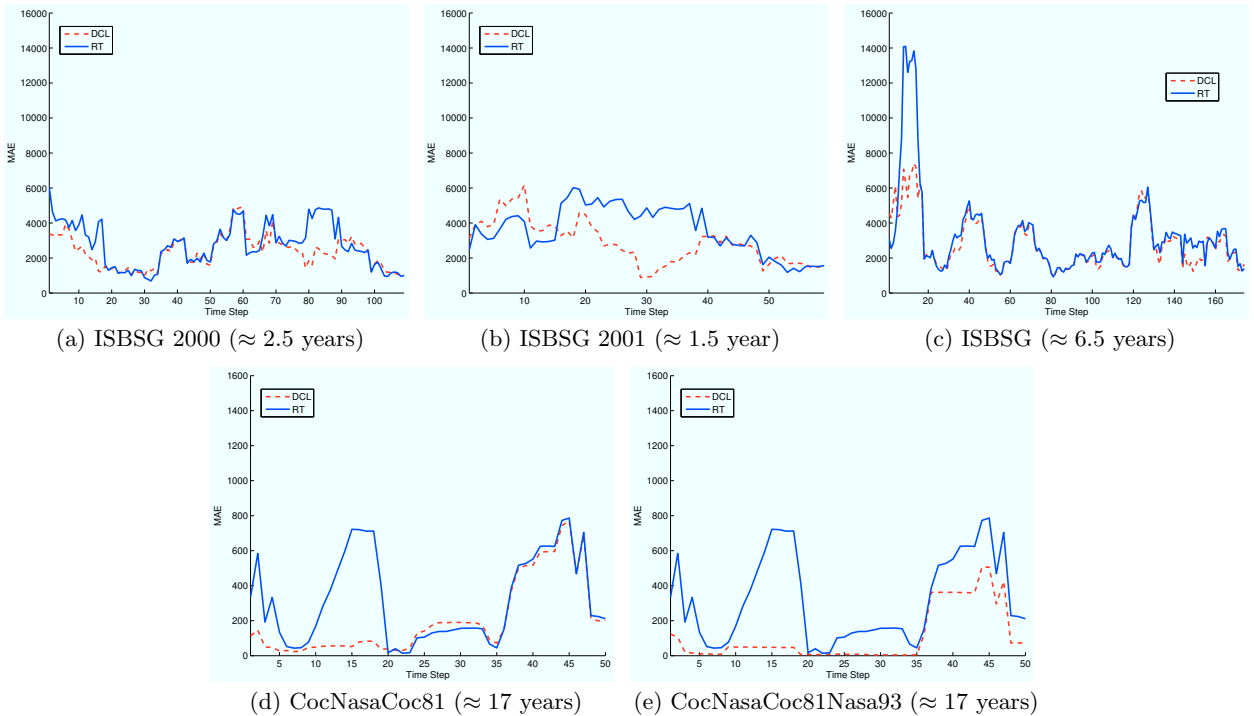 16000
14000
12000
10000
8000
6000
4000
2000
0
MAE
DCL
RT
10 20 30 40 50 60 70 80 90 100
Time Step
(a) ISBSG 2000 (≈ 2.5 years)
16000
14000
12000
10000
8000
6000
4000
2000
0
MAE
DCL
RT
10 20 30 40 50
Time Step
(b) ISBSG 2001 (≈ 1.5 year)
16000
14000
12000
10000
8000
6000
4000
2000
0
MAE
DCL
RT
20 40 60 80 100 120 140 160
Time Step
(c) ISBSG (≈ 6.5 years)
1600
1400
1200
1000
800
600
400
200
0
MAE
DCL
RT
5 10 15 20 25 30 35 40 45 50
Time Step
(d) CocNasaCoc81 (≈ 17 years)
1600
1400
1200
1000
800
600
400
200
0
MAE
DCL
RT
5 10 15 20 25 30 35 40 45 50
Time Step
(e) CocNasaCoc81Nasa93 (≈ 17 years)